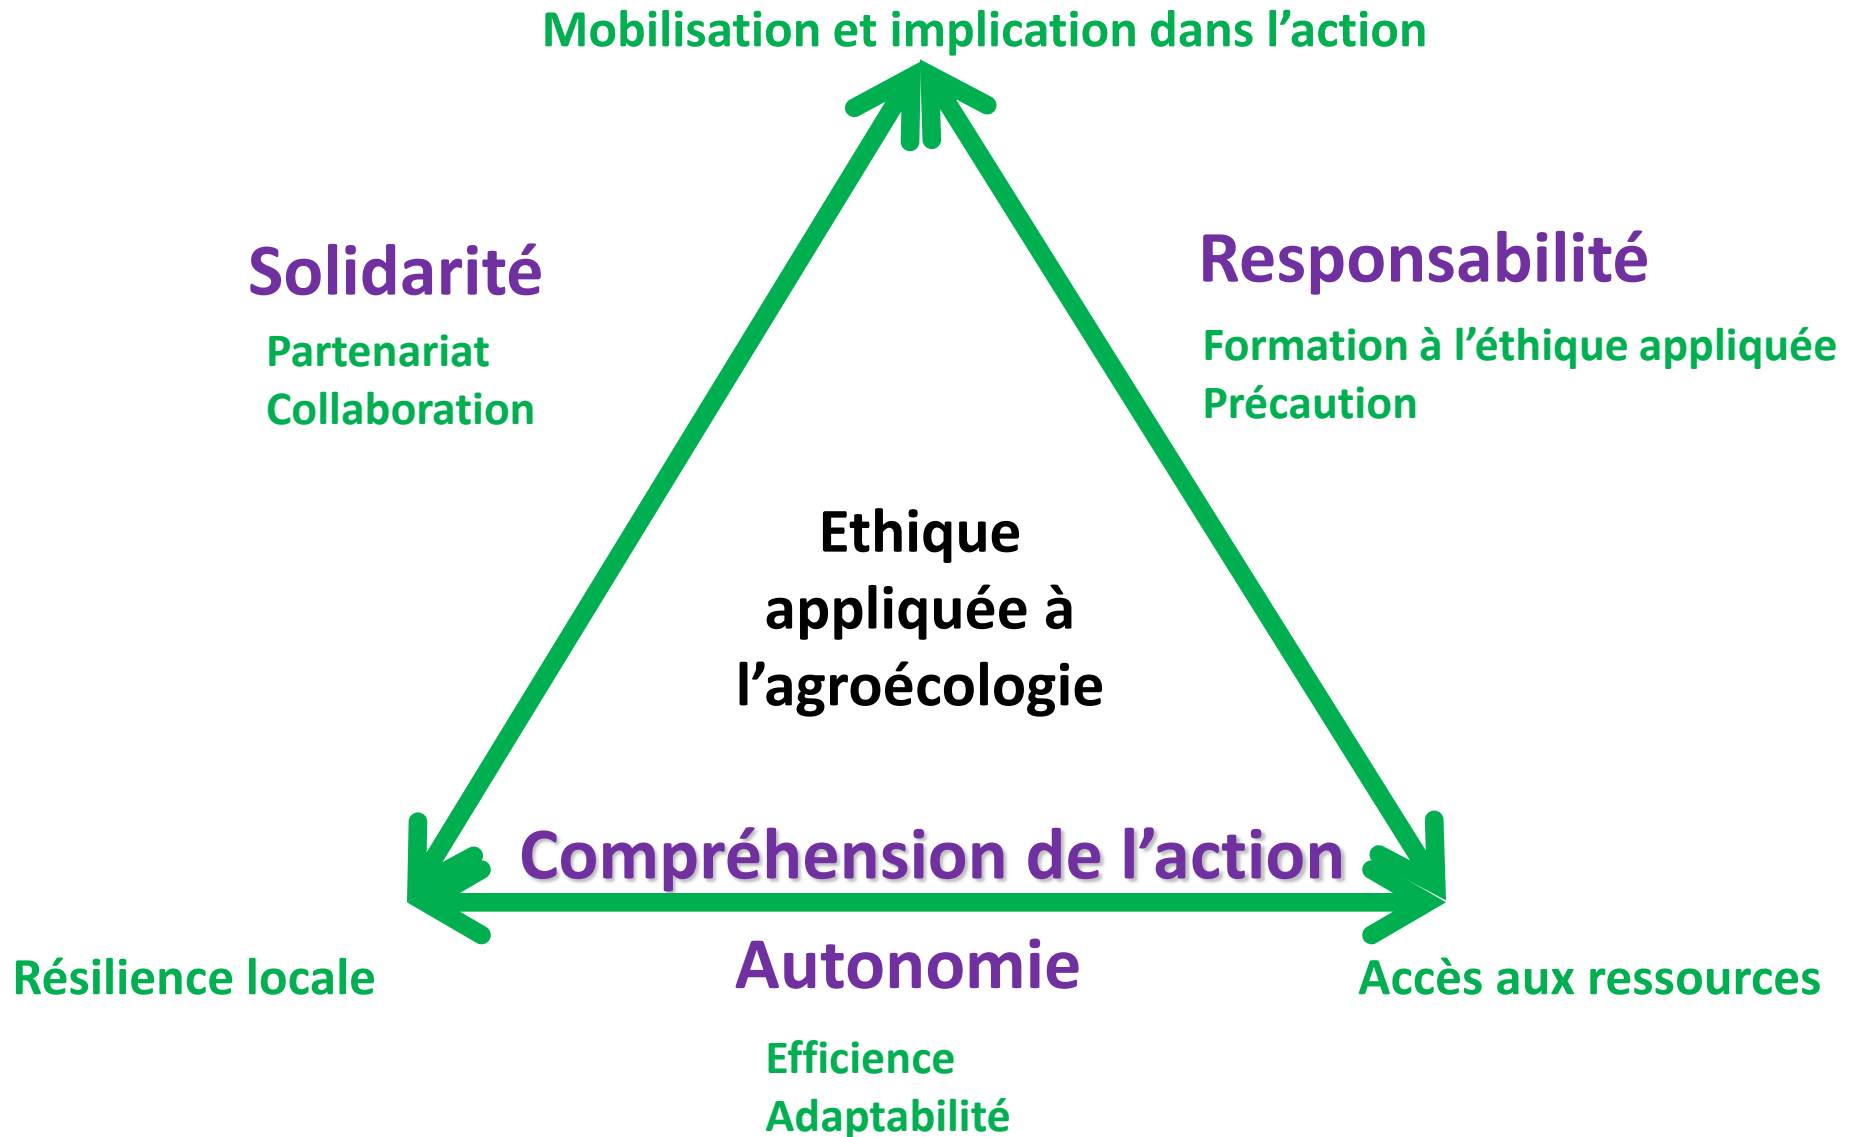 Mobilisation et implication dans l’action
Solidarité
Partenariat
Collaboration
Responsabilité
Formation à l’éthique appliquée
Précaution
Ethique
appliquée à
l’agroécologie
Compréhension de l’action
Autonomie
Résilience locale
Accès aux ressources
Efficience
Adaptabilité